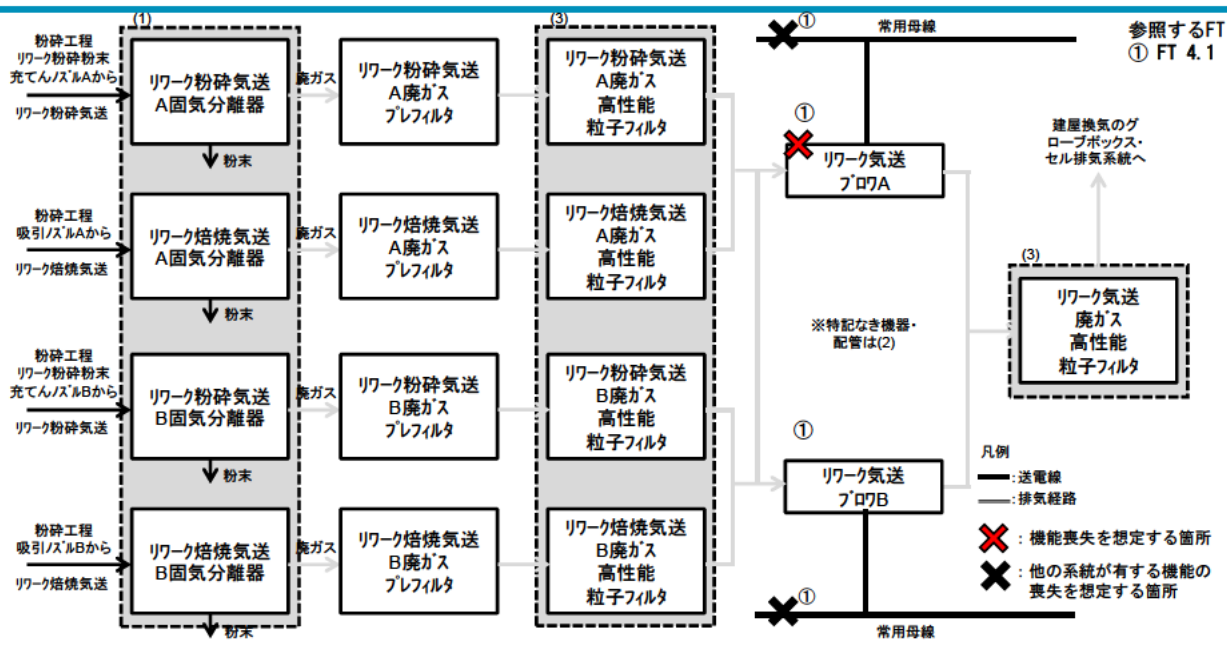 (1)
(3)
①
常用母線
参照するFT
① FT 4.1
粉砕工程
リワーク粉砕粉末
充てんノズルAから
リワーク粉砕気送
リワーク粉砕気送
A固気分離器
廃ガス
リワーク粉砕気送
A廃ガス
プレフィルタ
リワーク粉砕気送
A廃ガス
高性能
粒子フィルタ
粉末
①
リワーク気送
ブロワA
建屋換気のグ
ローブボックス・
セル排気系統へ
粉砕工程
吸引ノズルAから
リワーク焙焼気送
リワーク焙焼気送
A固気分離器
廃ガス
リワーク焙焼気送
A廃ガス
プレフィルタ
リワーク焙焼気送
A廃ガス
高性能
粒子フィルタ
粉末
(3)
リワーク気送
廃ガス
高性能
粒子フィルタ
※特記なき機器・
配管は(2)
粉砕工程
リワーク粉砕粉末
充てんノズルBから
リワーク粉砕気送
リワーク粉砕気送
B固気分離器
廃ガス
リワーク粉砕気送
B廃ガス
プレフィルタ
リワーク粉砕気送
B廃ガス
高性能
粒子フィルタ
粉末
①
リワーク気送
ブロワB
凡例
:送電線
:排気経路
:機能喪失を想定する箇所
:他の系統が有する機能の
喪失を想定する箇所
粉砕工程
吸引ノズルBから
リワーク焙焼気送
リワーク焙焼気送
B固気分離器
廃ガス
リワーク焙焼気送
B廃ガス
プレフィルタ
リワーク焙焼気送
B廃ガス
高性能
粒子フィルタ
粉末
①
常用母線